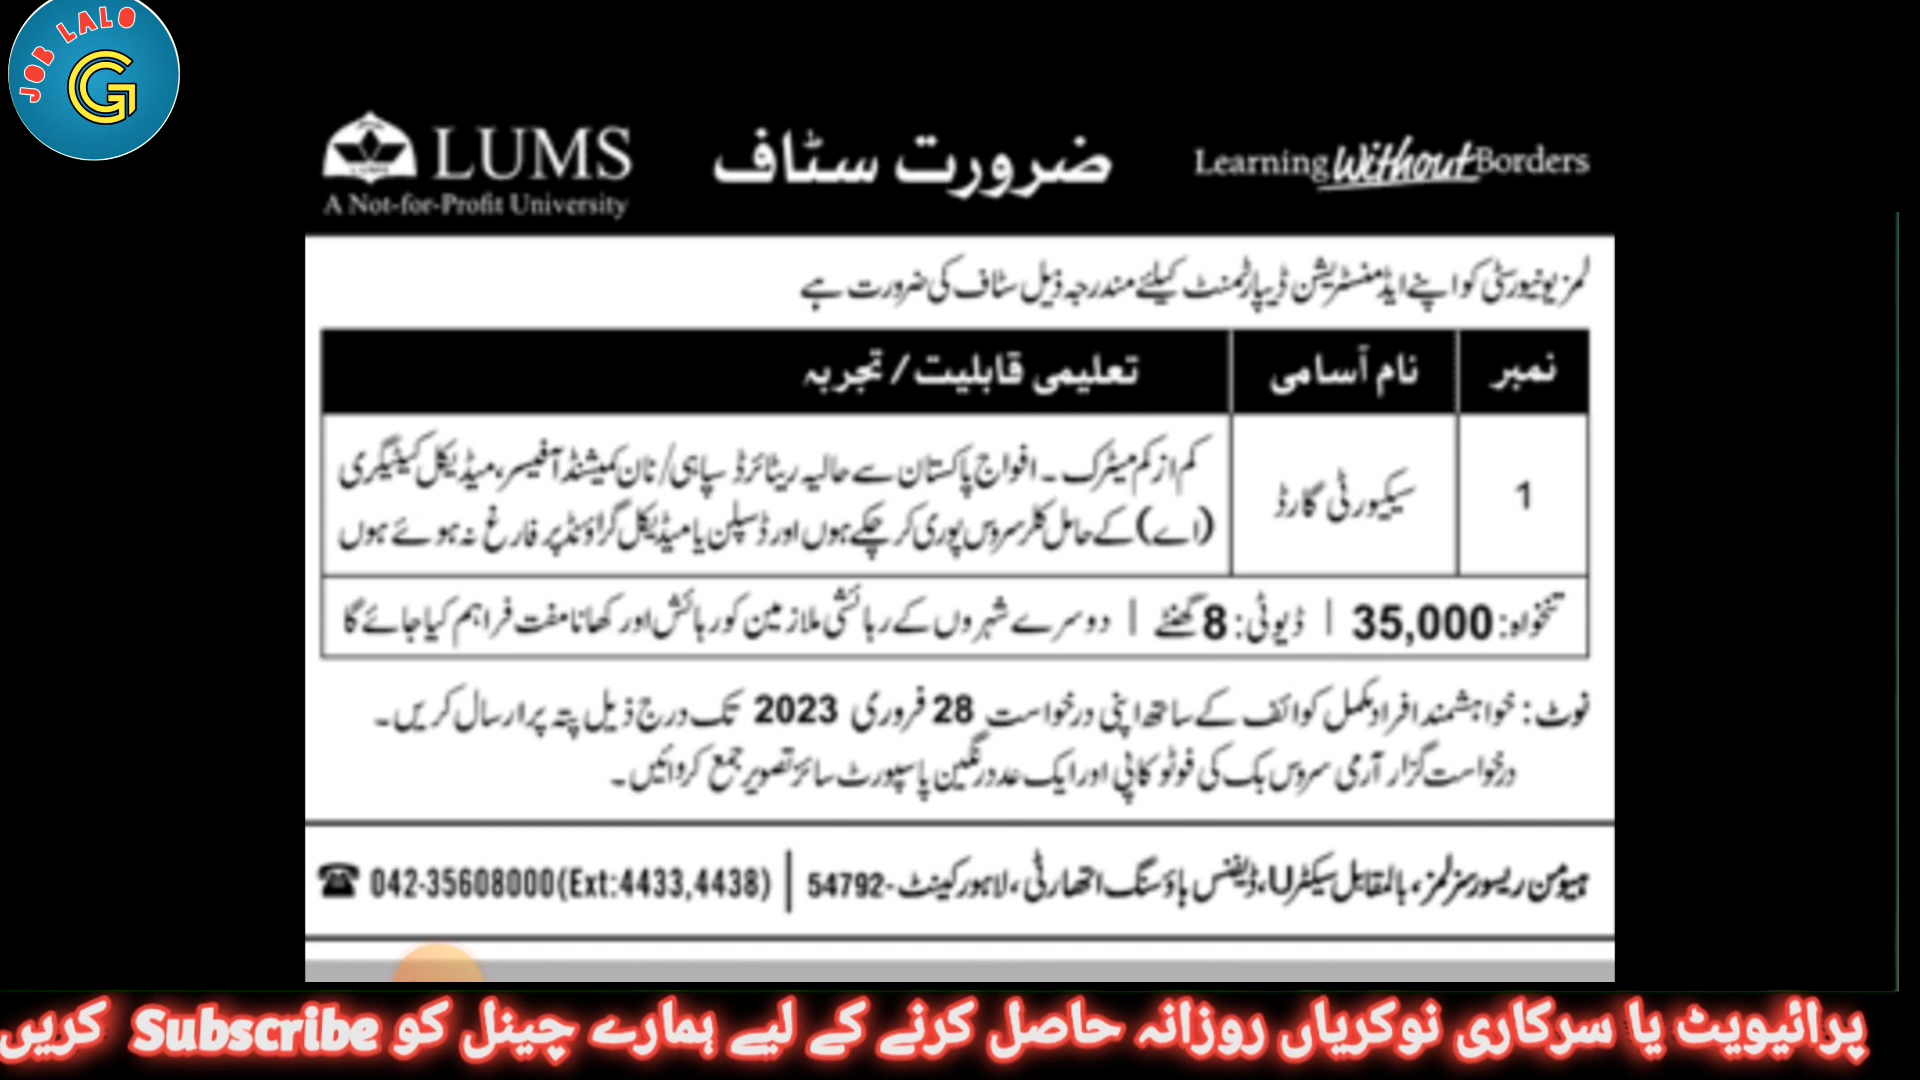 JOB LALO
G
LUMS
A Not-for-Profit University
ضرورت سٹاف
Learning Without Borders
لمز یونیورسٹی کو اپنے ایڈمنسٹریشن ڈیپارٹمنٹ کیلئے مندرجہ ذیل سٹاف کی ضرورت ہے
نمبر نام آسامی تعلیمی قابلیت / تجربہ
1 سیکیورٹی گارڈ کم از کم میٹرک ۔ افواج پاکستان سے حالیہ ریٹائرڈ سپاہی/ نان کمیشنڈ آفیسر، میڈیکل کیٹیگری
(اے) کے حامل کلر سروس پوری کر چکے ہوں اور ڈسپلن یا میڈیکل گراؤنڈ پر فارغ نہ ہوئے ہوں
تنخواہ: 35,000 | ڈیوٹی: 8 گھنٹے | دوسرے شہروں کے رہائشی ملازمین کو رہائش اور کھانا مفت فراہم کیا جائے گا
نوٹ: خواہشمند افراد مکمل کوائف کے ساتھ اپنی درخواست 28 فروری 2023 تک درج ذیل پتہ پر ارسال کریں۔
درخواست گزار آرمی سروس بک کی فوٹو کاپی اور ایک عدد رنگین پاسپورٹ سائز تصویر جمع کروائیں۔
ہیومن ریسورسز لمز، بالمقابل سیکٹر U، ڈیفنس ہاؤسنگ اتھارٹی، لاہور کینٹ-54792 | ☎ 042-35608000(Ext:4433,4438)
پرائیویٹ یا سرکاری نوکریاں روزانہ حاصل کرنے کے لیے ہمارے چینل کو Subscribe کریں